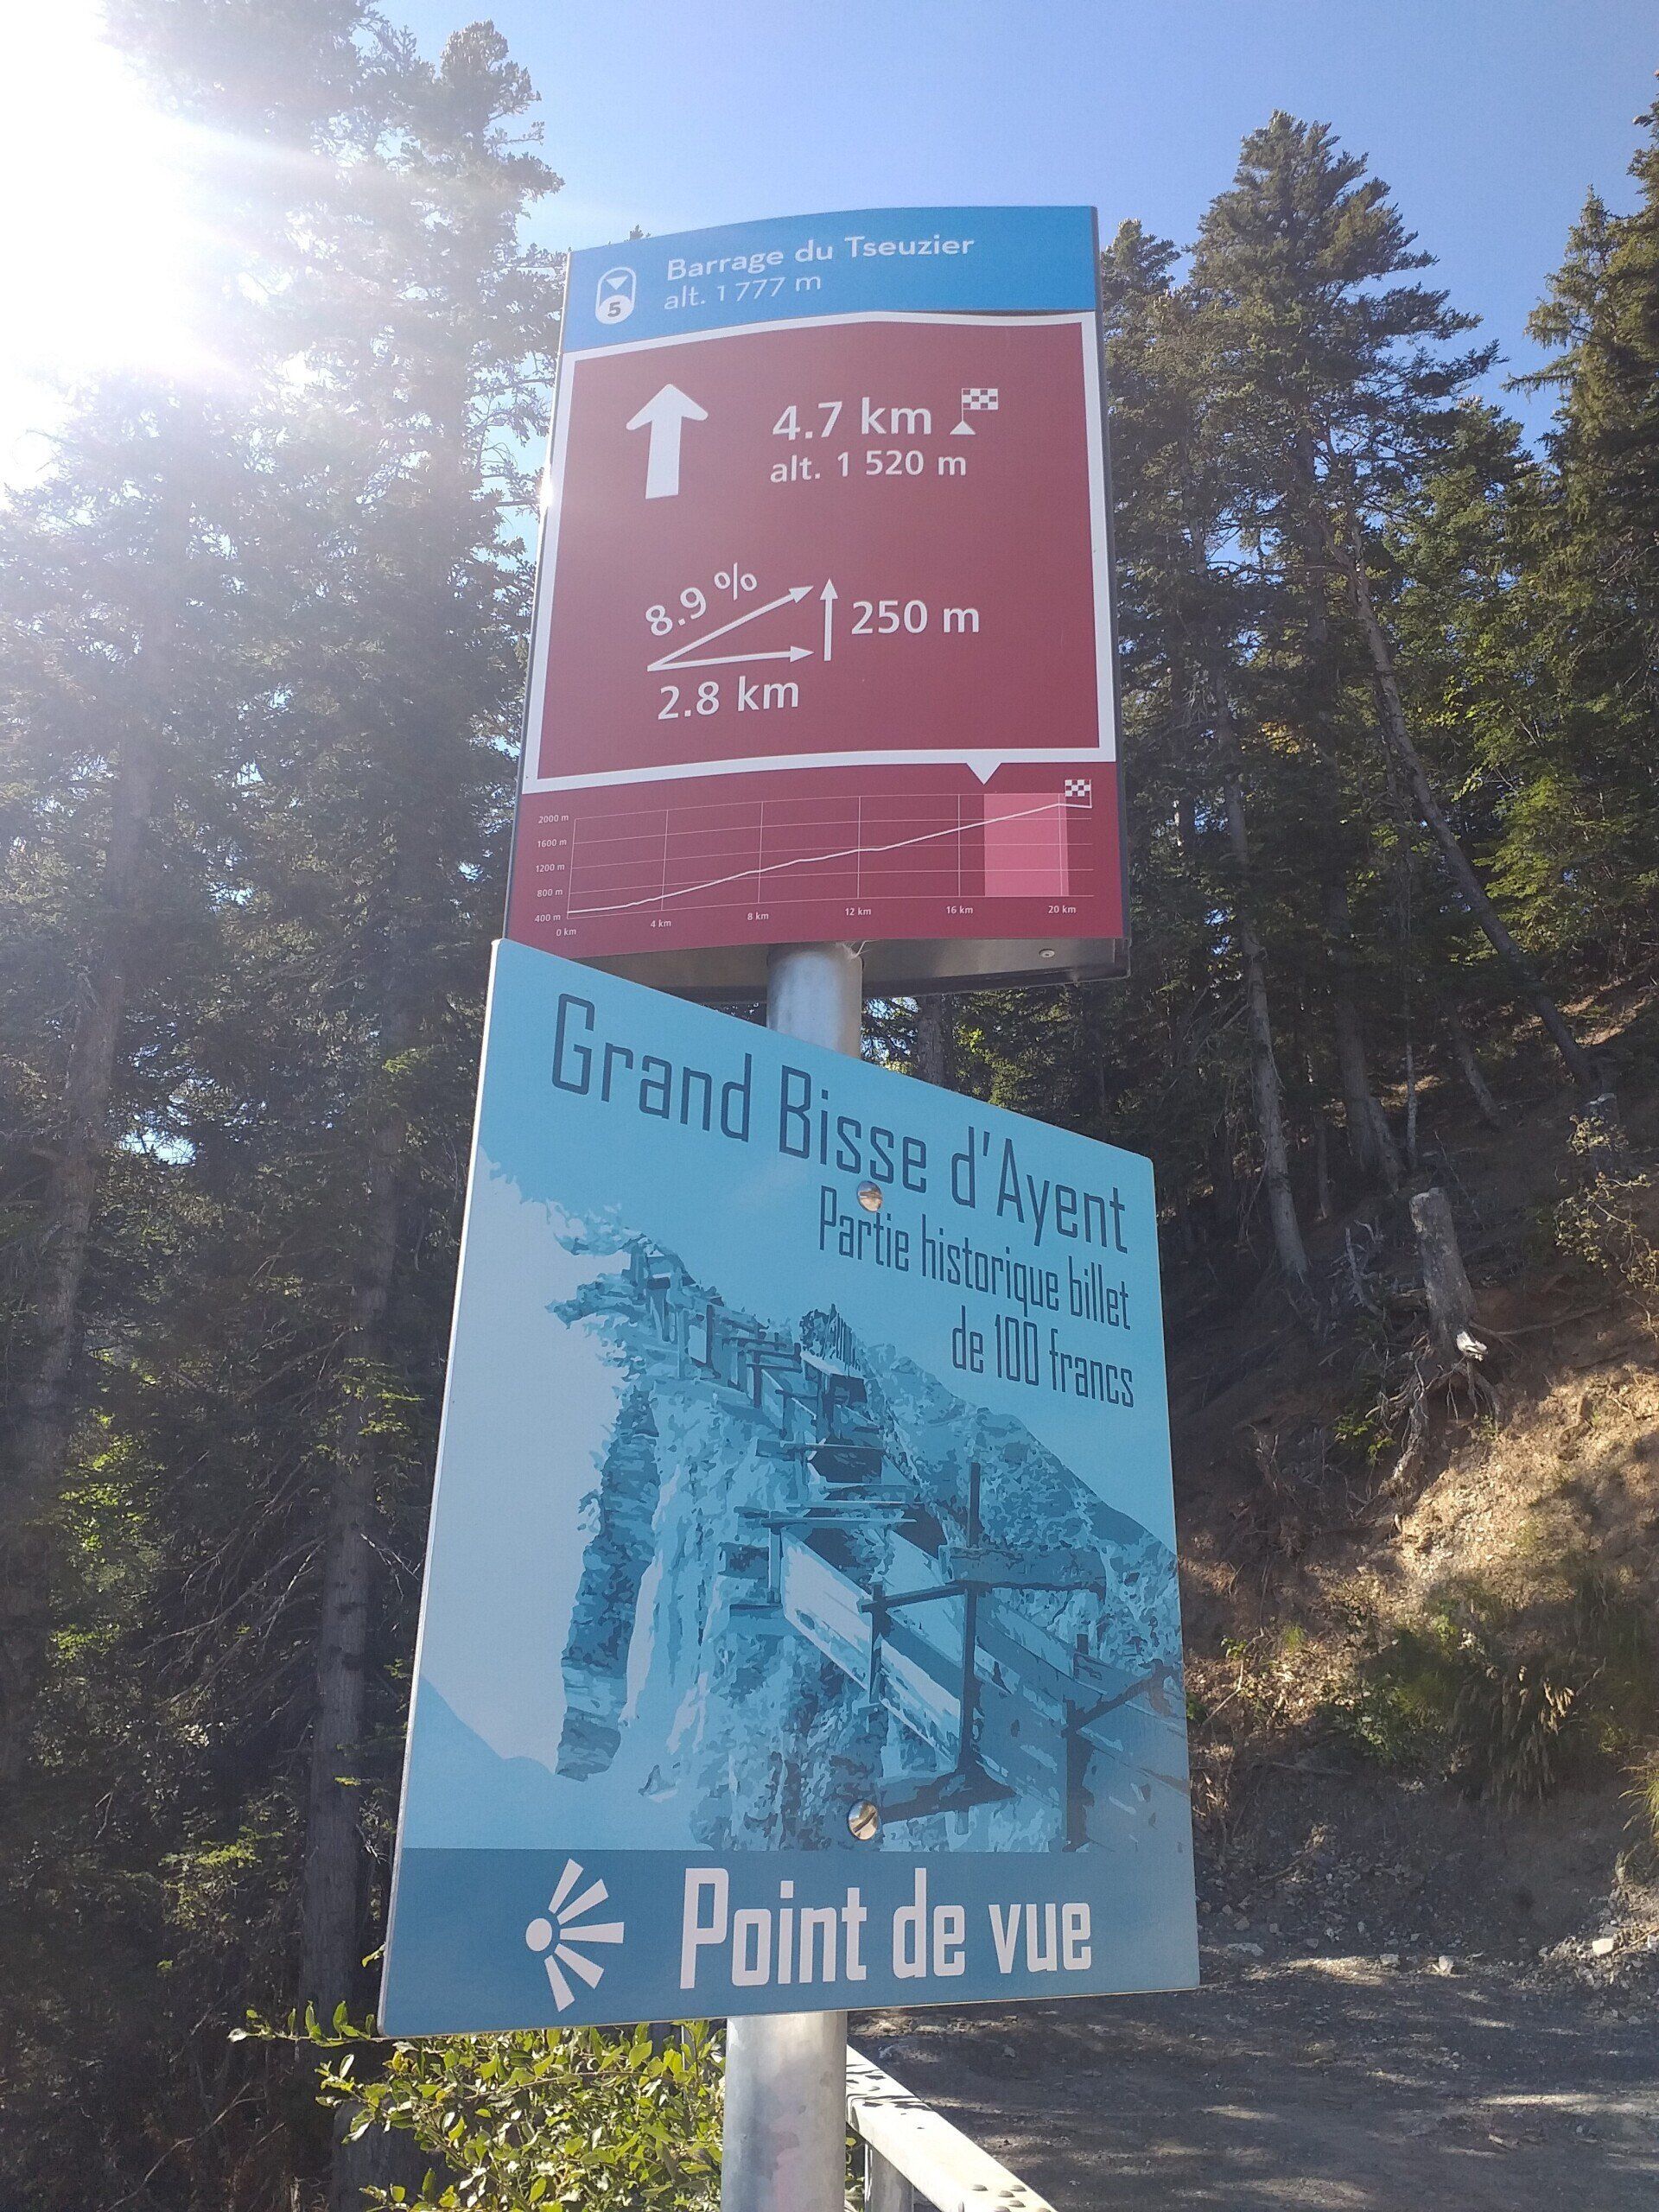 Barrage du Tseuzier
alt. 1 777 m
5
4.7 km
alt. 1 520 m
8.9 %
250 m
2.8 km
2000 m
1600 m
1200 m
800 m
400 m
0 km 4 km 8 km 12 km 16 km 20 km
Grand Bisse d'Ayent
Partie historique billet
de 100 francs
Point de vue